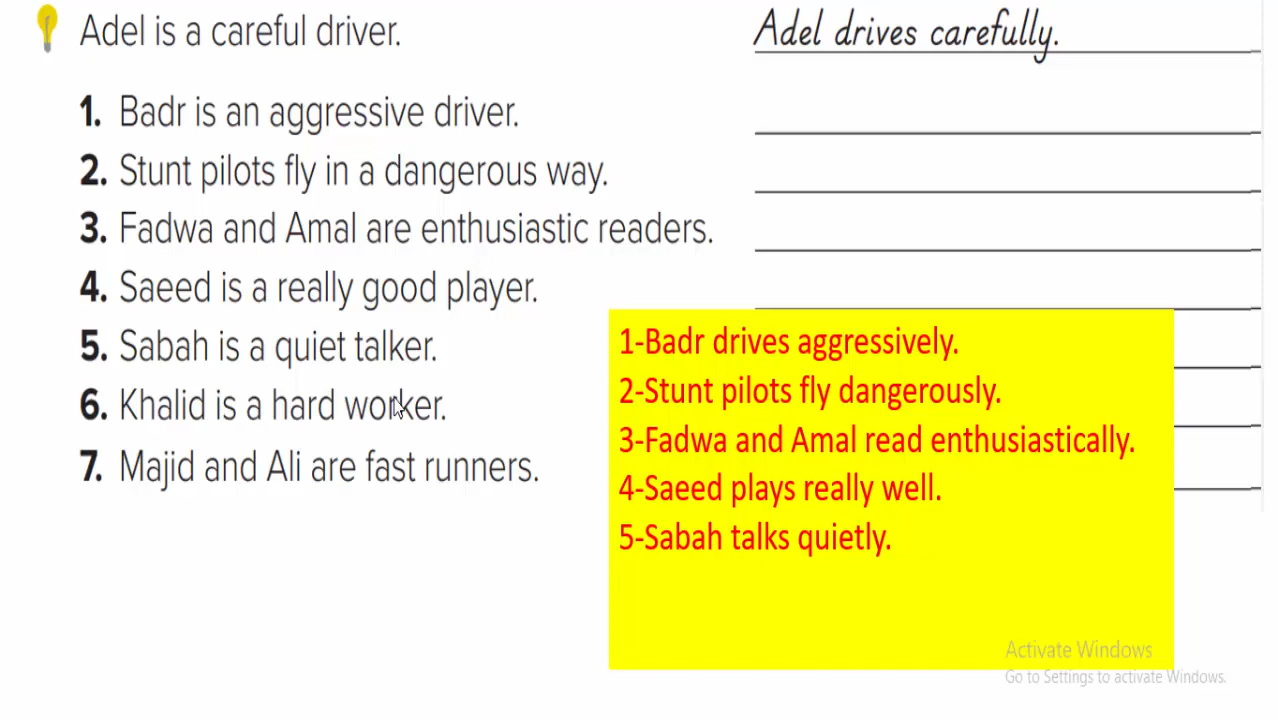 Adel is a careful driver.
Adel drives carefully.
1. Badr is an aggressive driver.
2. Stunt pilots fly in a dangerous way.
3. Fadwa and Amal are enthusiastic readers.
4. Saeed is a really good player.
5. Sabah is a quiet talker.
6. Khalid is a hard worker.
7. Majid and Ali are fast runners.
1-Badr drives aggressively.
2-Stunt pilots fly dangerously.
3-Fadwa and Amal read enthusiastically.
4-Saeed plays really well.
5-Sabah talks quietly.
Activate Windows
Go to Settings to activate Windows.